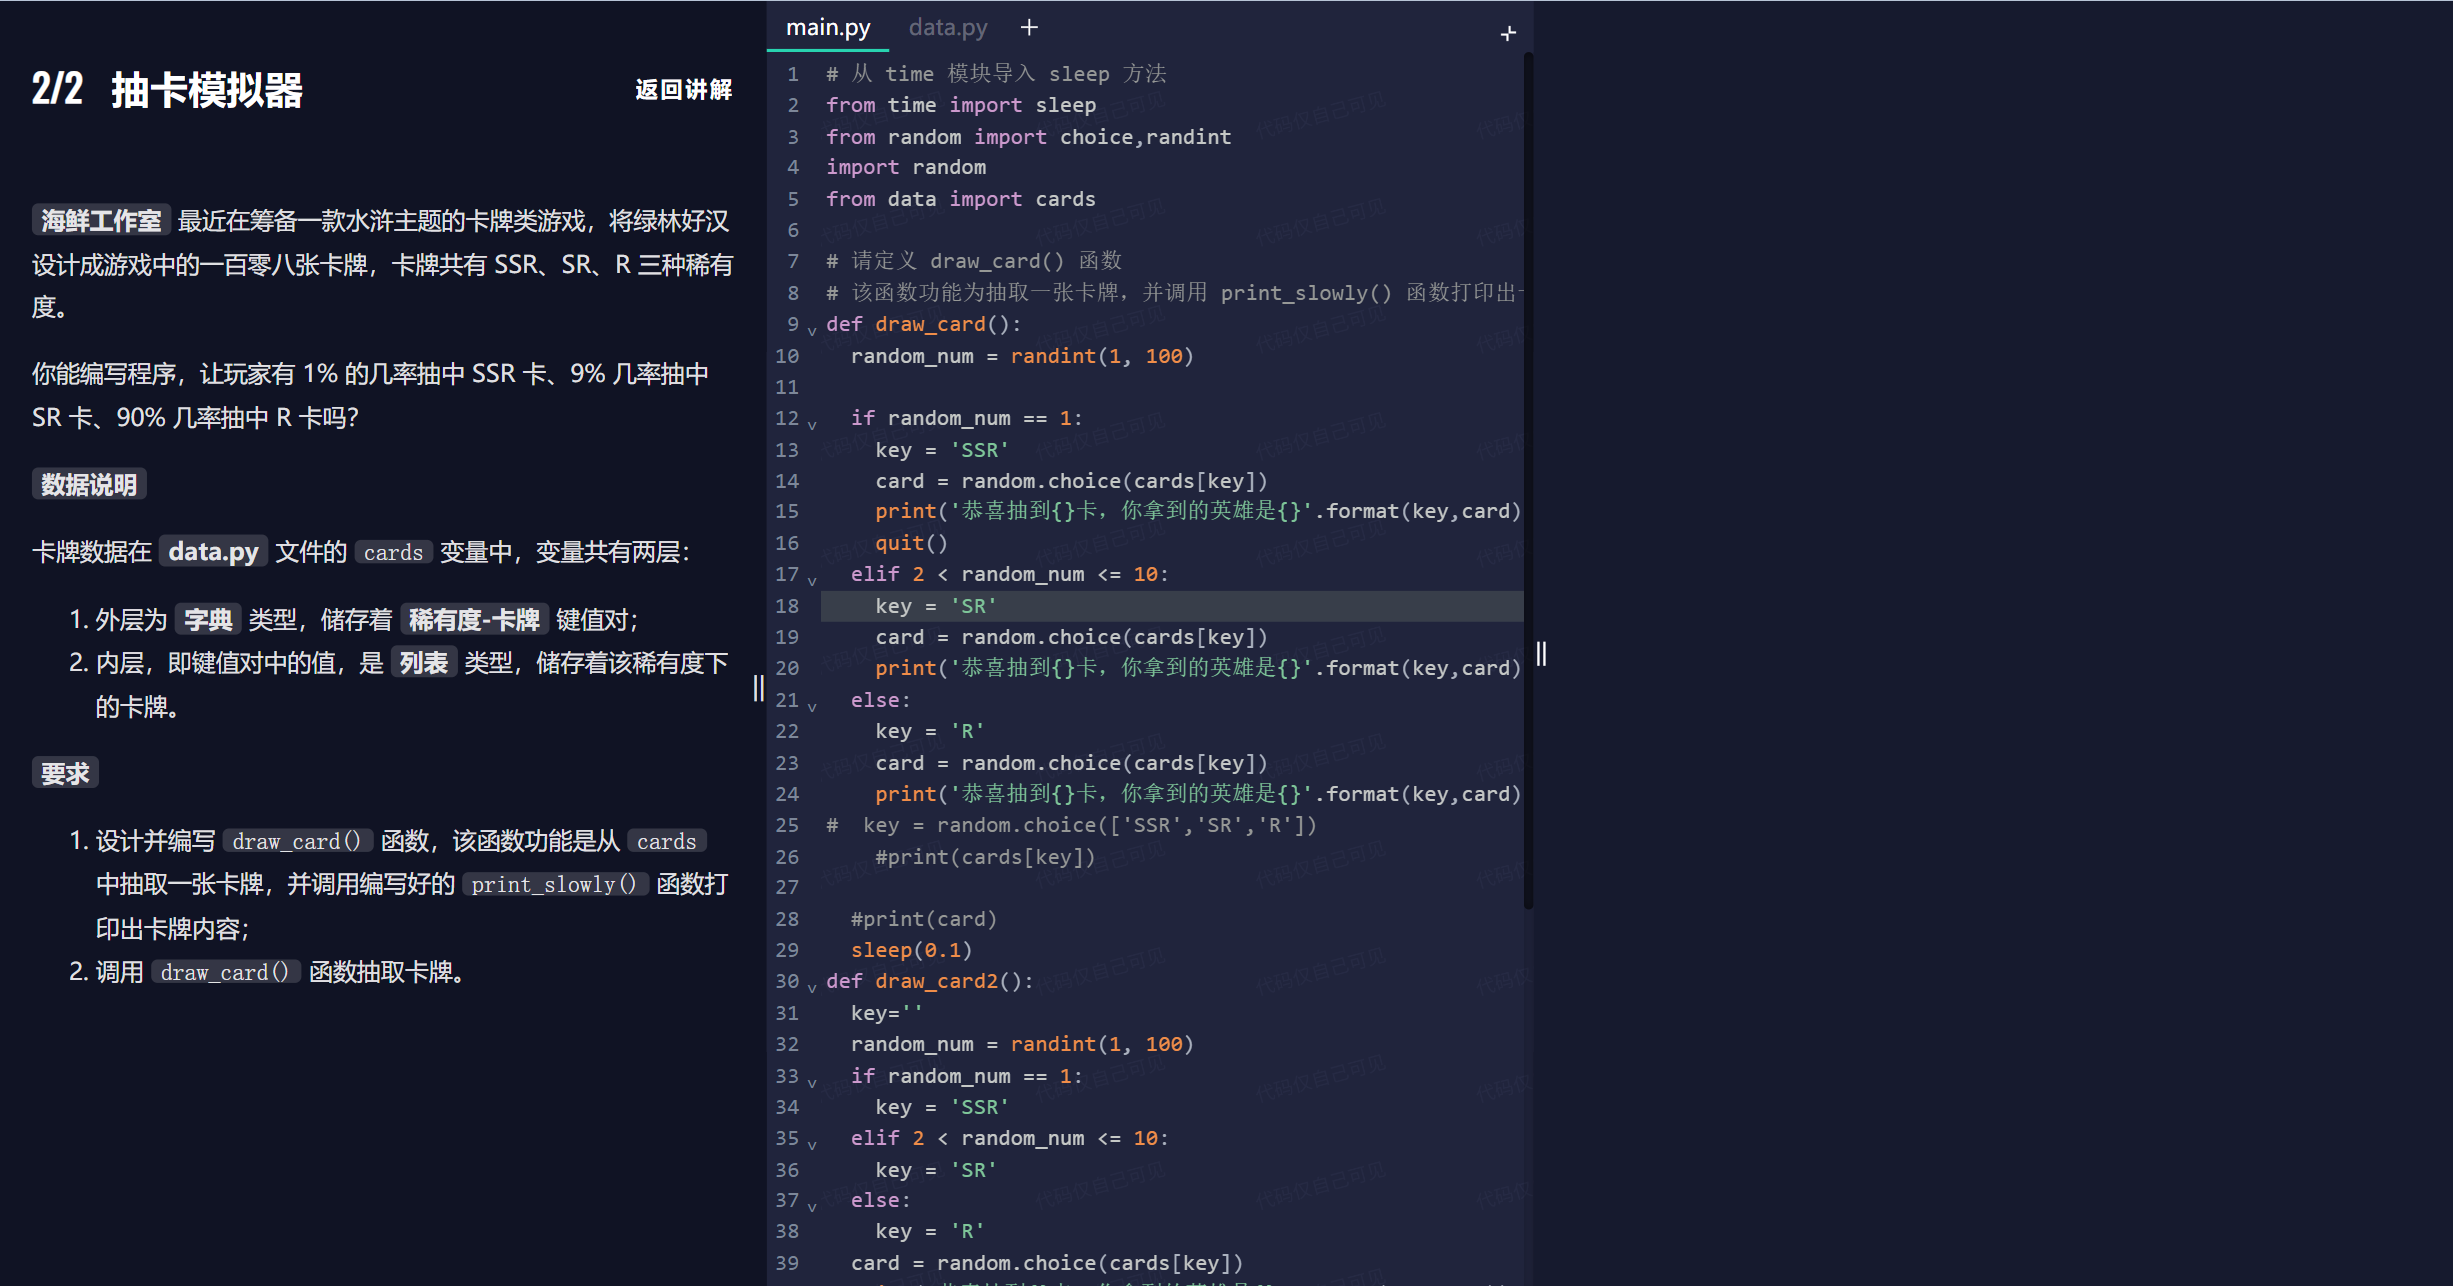 2/2 抽卡模拟器
返回讲解
海鲜工作室 最近在筹备一款水浒主题的卡牌类游戏，将绿林好汉
设计成游戏中的一百零八张卡牌，卡牌共有 SSR、SR、R 三种稀有
度。
你能编写程序，让玩家有 1% 的几率抽中 SSR 卡、9% 几率抽中
SR 卡、90% 几率抽中 R 卡吗？
数据说明
卡牌数据在 data.py 文件的 cards 变量中，变量共有两层：
1. 外层为 字典 类型，储存着 稀有度-卡牌 键值对；
2. 内层，即键值对中的值，是 列表 类型，储存着该稀有度下
的卡牌。
要求
1. 设计并编写 draw_card() 函数，该函数功能是从 cards
中抽取一张卡牌，并调用编写好的 print_slowly() 函数打
印出卡牌内容；
2. 调用 draw_card() 函数抽取卡牌。
main.py data.py +
1 # 从 time 模块导入 sleep 方法
2 from time import sleep
3 from random import choice,randint
4 import random
5 from data import cards
6
7 # 请定义 draw_card() 函数
8 # 该函数功能为抽取一张卡牌，并调用 print_slowly() 函数打印出
9 def draw_card():
10   random_num = randint(1, 100)
11
12   if random_num == 1:
13     key = 'SSR'
14     card = random.choice(cards[key])
15     print('恭喜抽到{}卡，你拿到的英雄是{}'.format(key,card)
16     quit()
17   elif 2 < random_num <= 10:
18     key = 'SR'
19     card = random.choice(cards[key])
20     print('恭喜抽到{}卡，你拿到的英雄是{}'.format(key,card)
21   else:
22     key = 'R'
23     card = random.choice(cards[key])
24     print('恭喜抽到{}卡，你拿到的英雄是{}'.format(key,card)
25 #  key = random.choice(['SSR','SR','R'])
26     #print(cards[key])
27
28   #print(card)
29   sleep(0.1)
30 def draw_card2():
31   key=''
32   random_num = randint(1, 100)
33   if random_num == 1:
34     key = 'SSR'
35   elif 2 < random_num <= 10:
36     key = 'SR'
37   else:
38     key = 'R'
39   card = random.choice(cards[key])
代码仅自己可见